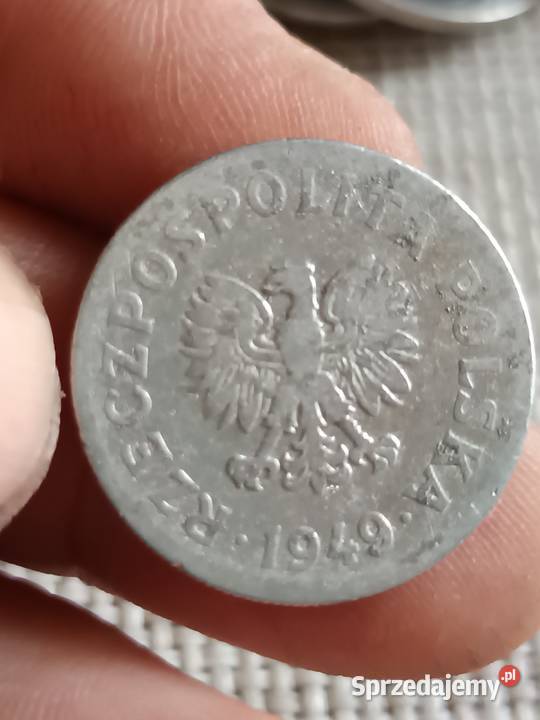 RZECZPOSPOLITA POLSKA
· 1949 ·
Sprzedajemy.pl